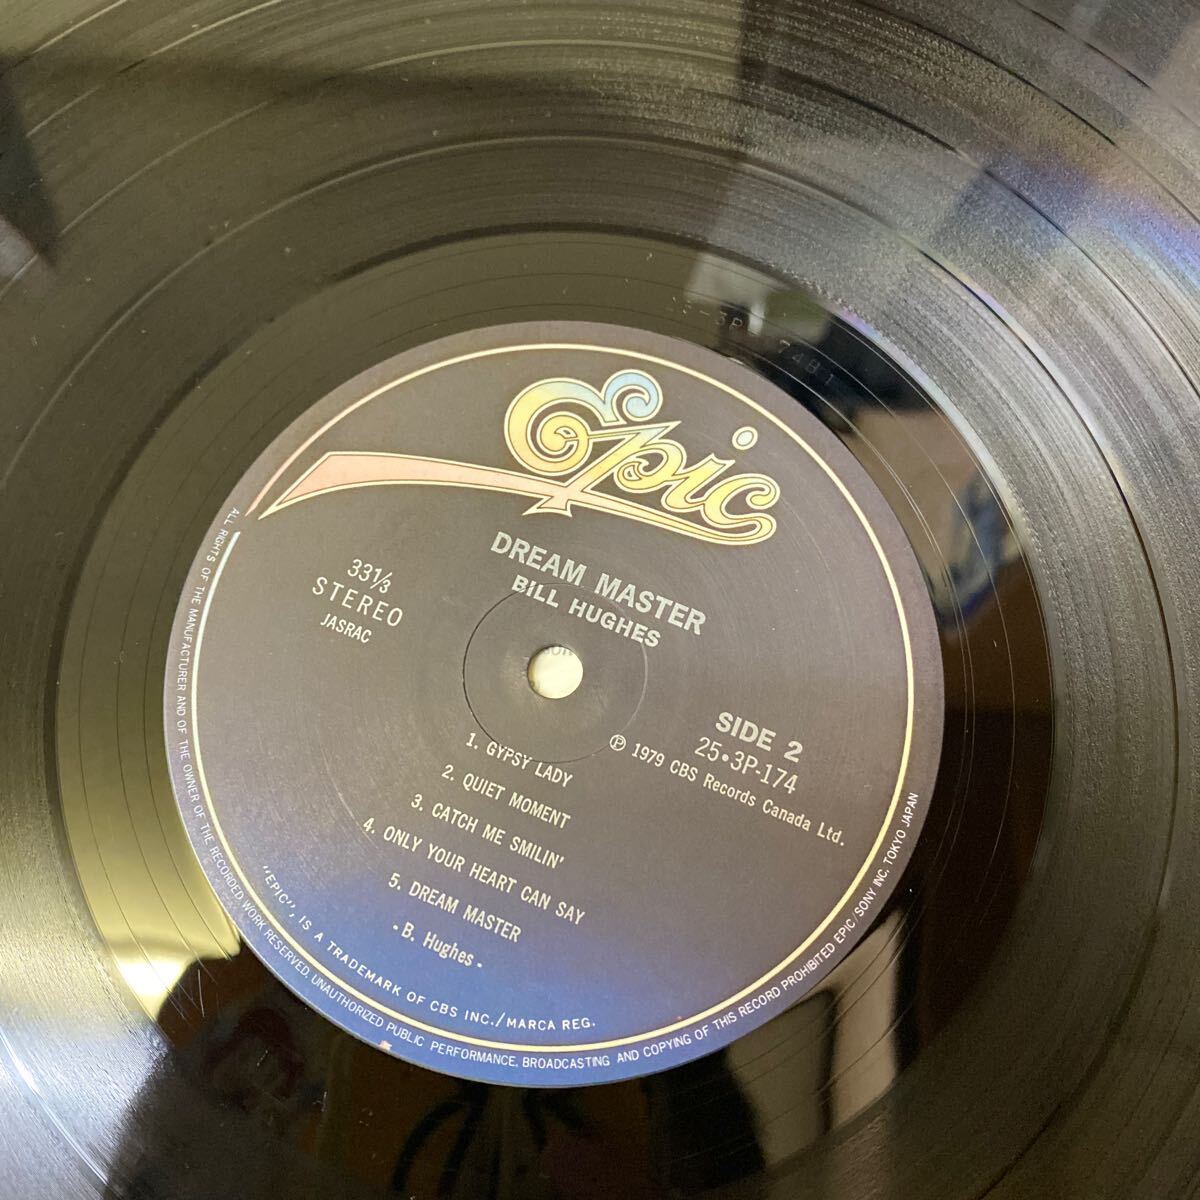 Epic
DREAM MASTER
BILL HUGHES
33 1/3
STEREO
JASRAC
SIDE 2
25・3P-174
℗ 1979 CBS Records Canada Ltd.
1. GYPSY LADY
2. QUIET MOMENT
3. CATCH ME SMILIN'
4. ONLY YOUR HEART CAN SAY
5. DREAM MASTER
・B. Hughes・
"EPIC", IS A TRADEMARK OF CBS INC./MARCA REG.
ALL RIGHTS OF THE MANUFACTURER AND OF THE OWNER OF THE RECORDED WORK RESERVED. UNAUTHORIZED PUBLIC PERFORMANCE, BROADCASTING AND COPYING OF THIS RECORD PROHIBITED EPIC/SONY INC. TOKYO JAPAN